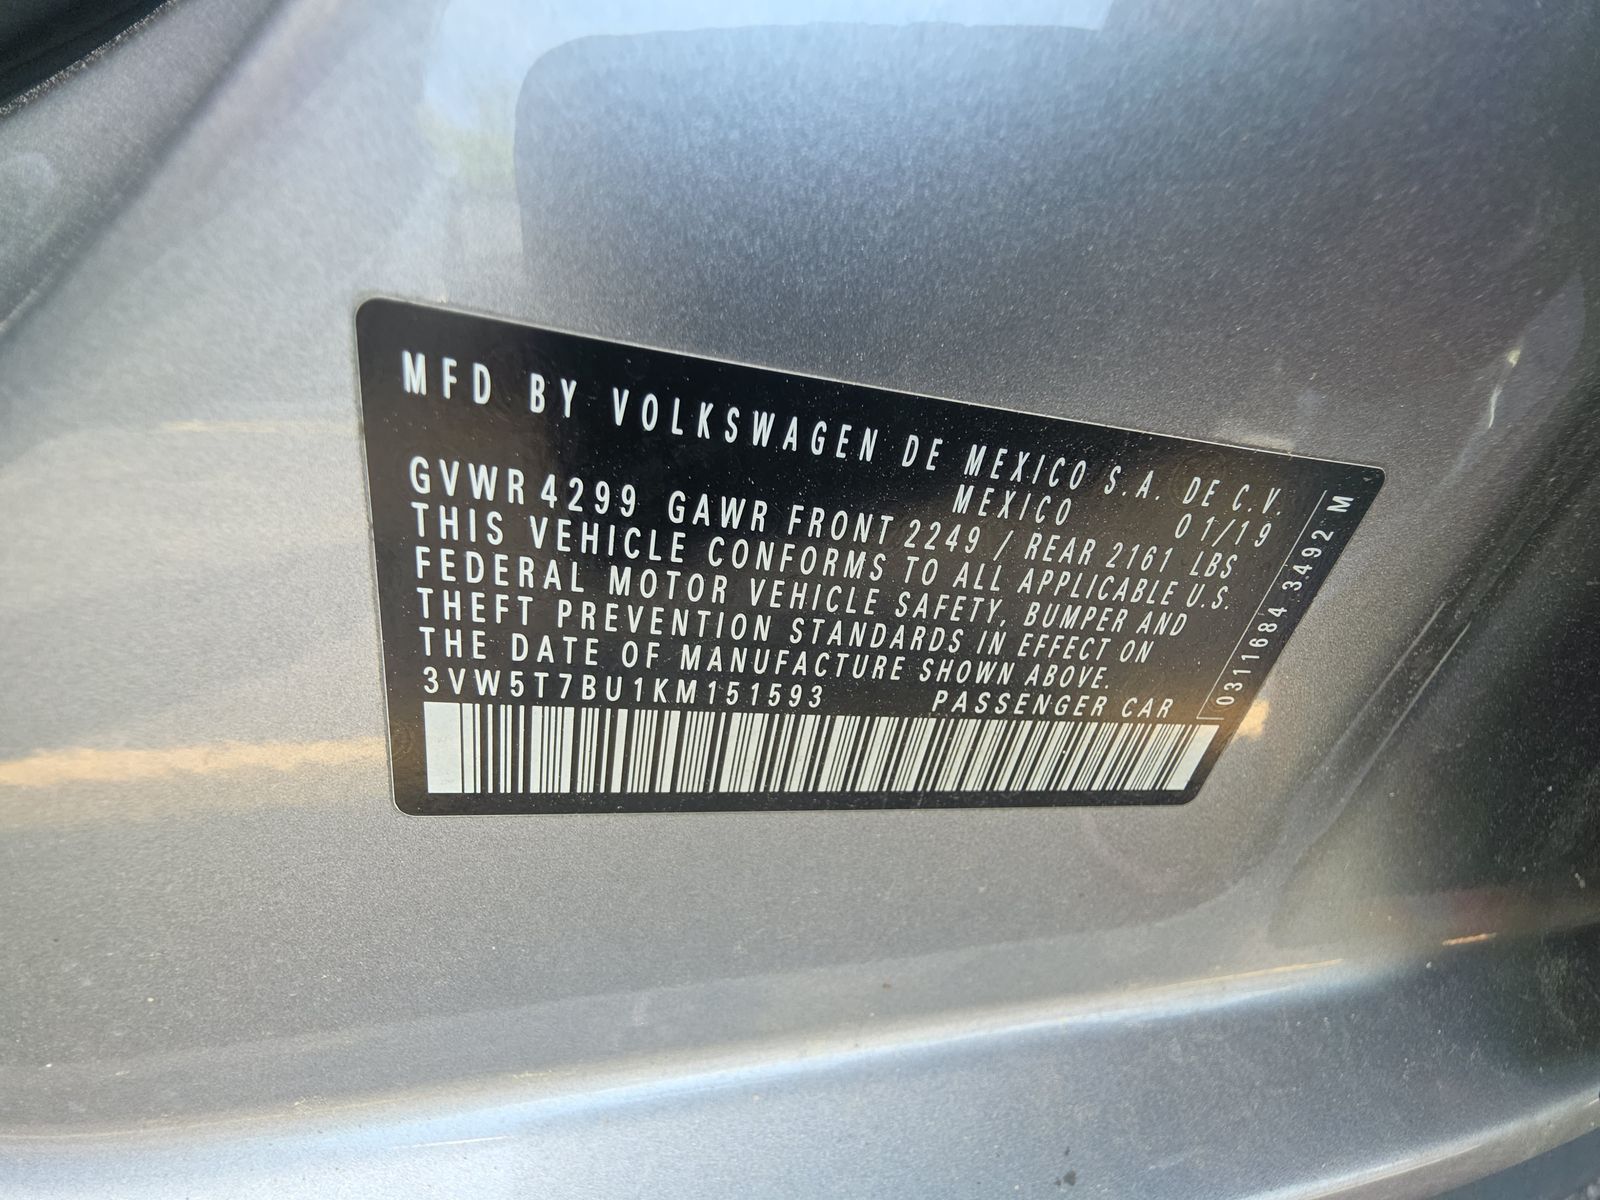 MFD BY VOLKSWAGEN DE MEXICO S.A. DE C.V.
MEXICO 01/19
GVWR 4299 GAWR FRONT 2249 / REAR 2161 LBS
THIS VEHICLE CONFORMS TO ALL APPLICABLE U.S.
FEDERAL MOTOR VEHICLE SAFETY, BUMPER AND
THEFT PREVENTION STANDARDS IN EFFECT ON
THE DATE OF MANUFACTURE SHOWN ABOVE.
3VW5T7BU1KM151593 PASSENGER CAR
0311684 3.492 M